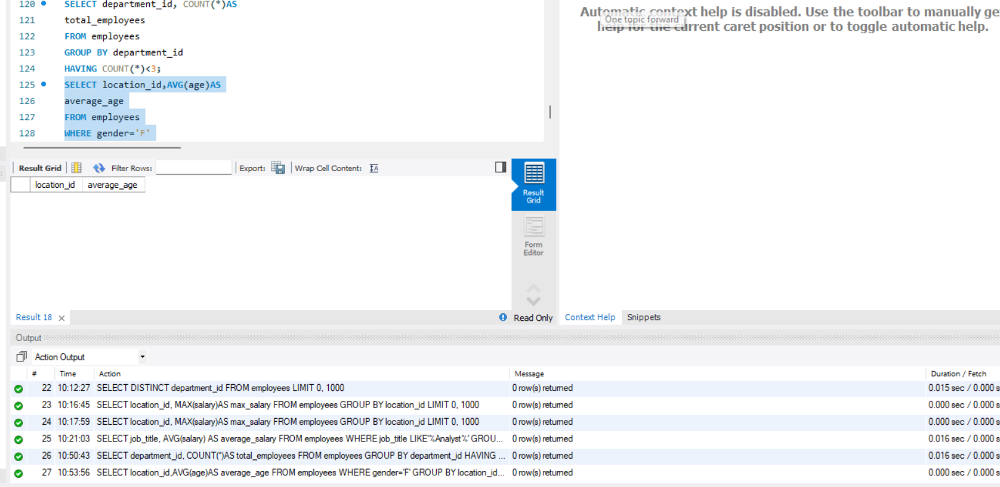 120 SELECT department_id, COUNT(*)AS
121 total_employees
122 FROM employees
123 GROUP BY department_id
124 HAVING COUNT(*)<3;
125 SELECT location_id,AVG(age)AS
126 average_age
127 FROM employees
128 WHERE gender='F'
Automatic context help is disabled. Use the toolbar to manually ge
One topic forward
help for the current caret position or to toggle automatic help.
Result Grid Filter Rows: Export: Wrap Cell Content:
location_id average_age
Result Grid
Form Editor
Result 18 Read Only Context Help Snippets
Output
Action Output
# Time Action Message Duration / Fetch
22 10:12:27 SELECT DISTINCT department_id FROM employees LIMIT 0, 1000 0 row(s) returned 0.015 sec / 0.000 s
23 10:16:45 SELECT location_id, MAX(salary)AS max_salary FROM employees GROUP BY location_id LIMIT 0, 1000 0 row(s) returned 0.000 sec / 0.000 s
24 10:17:59 SELECT location_id, MAX(salary)AS max_salary FROM employees GROUP BY location_id LIMIT 0, 1000 0 row(s) returned 0.000 sec / 0.000 s
25 10:21:03 SELECT job_title, AVG(salary) AS average_salary FROM employees WHERE job_title LIKE'%Analyst%' GROU... 0 row(s) returned 0.016 sec / 0.000 s
26 10:50:43 SELECT department_id, COUNT(*)AS total_employees FROM employees GROUP BY department_id HAVING ... 0 row(s) returned 0.016 sec / 0.000 s
27 10:53:56 SELECT location_id,AVG(age)AS average_age FROM employees WHERE gender='F' GROUP BY location_id... 0 row(s) returned 0.000 sec / 0.000 s